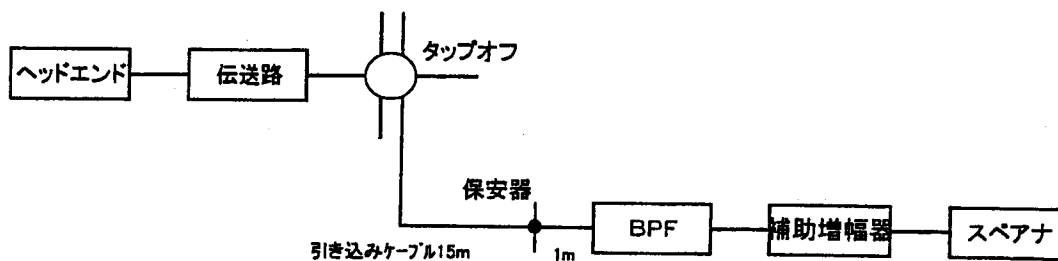 タップオフ
ヘッドエンド
伝送路
保安器
BPF
補助増幅器
スペアナ
引き込みケーブル15m
1m